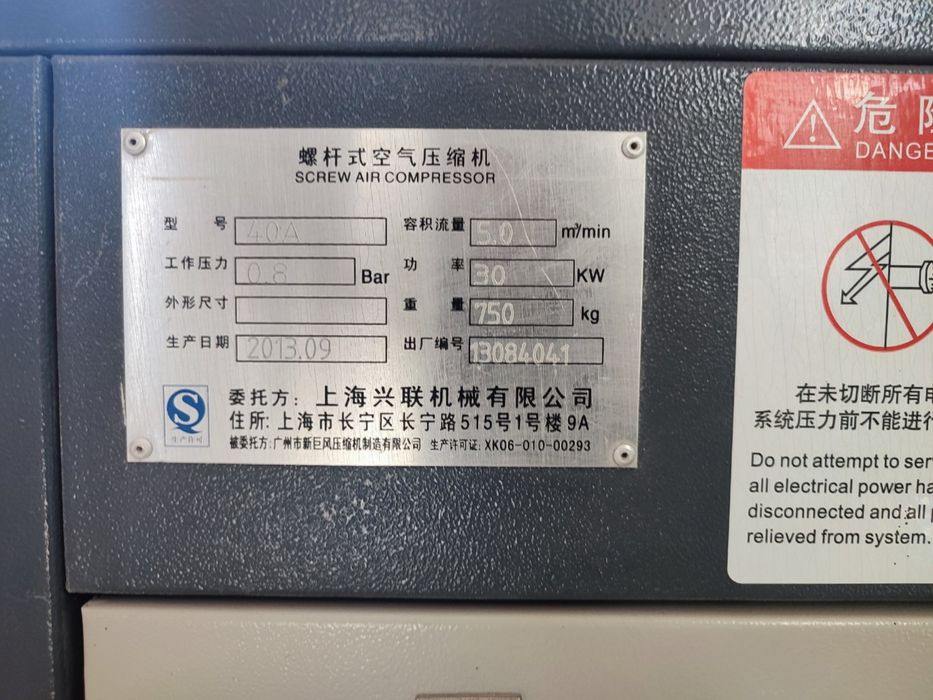 螺杆式空气压缩机
SCREW AIR COMPRESSOR
型 号 40A 容积流量 5.0 m³/min
工作压力 0.8 Bar 功 率 30 KW
外形尺寸 重 量 750 kg
生产日期 2013.09 出厂编号 13084041
生产许可
委托方: 上海兴联机械有限公司
住所: 上海市长宁区长宁路515号1号楼9A
被委托方:广州市新巨风压缩机制造有限公司 生产许可证: XK06-010-00293
危 险
DANGE
在未切断所有电
系统压力前不能进行
Do not attempt to serv
all electrical power ha
disconnected and all p
relieved from system.